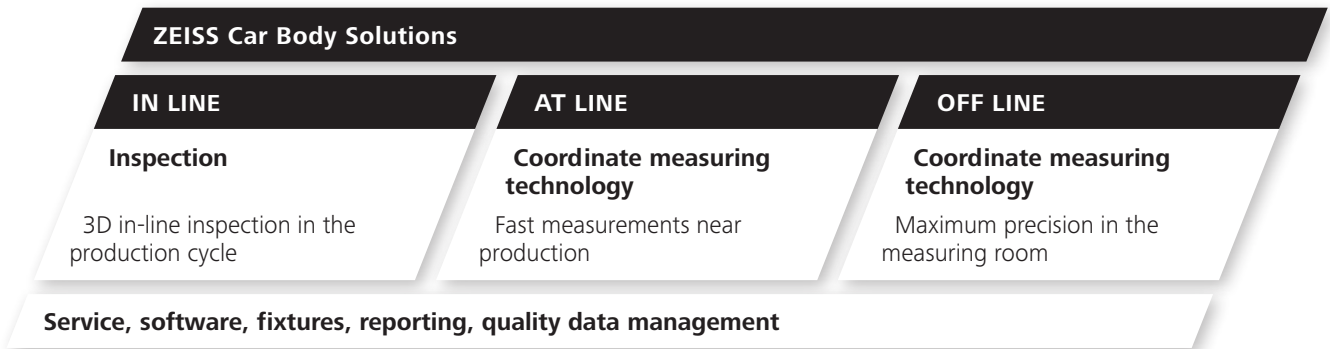 ZEISS Car Body Solutions
IN LINE
Inspection
3D in-line inspection in the
production cycle
AT LINE
Coordinate measuring
technology
Fast measurements near
production
OFF LINE
Coordinate measuring
technology
Maximum precision in the
measuring room
Service, software, fixtures, reporting, quality data management